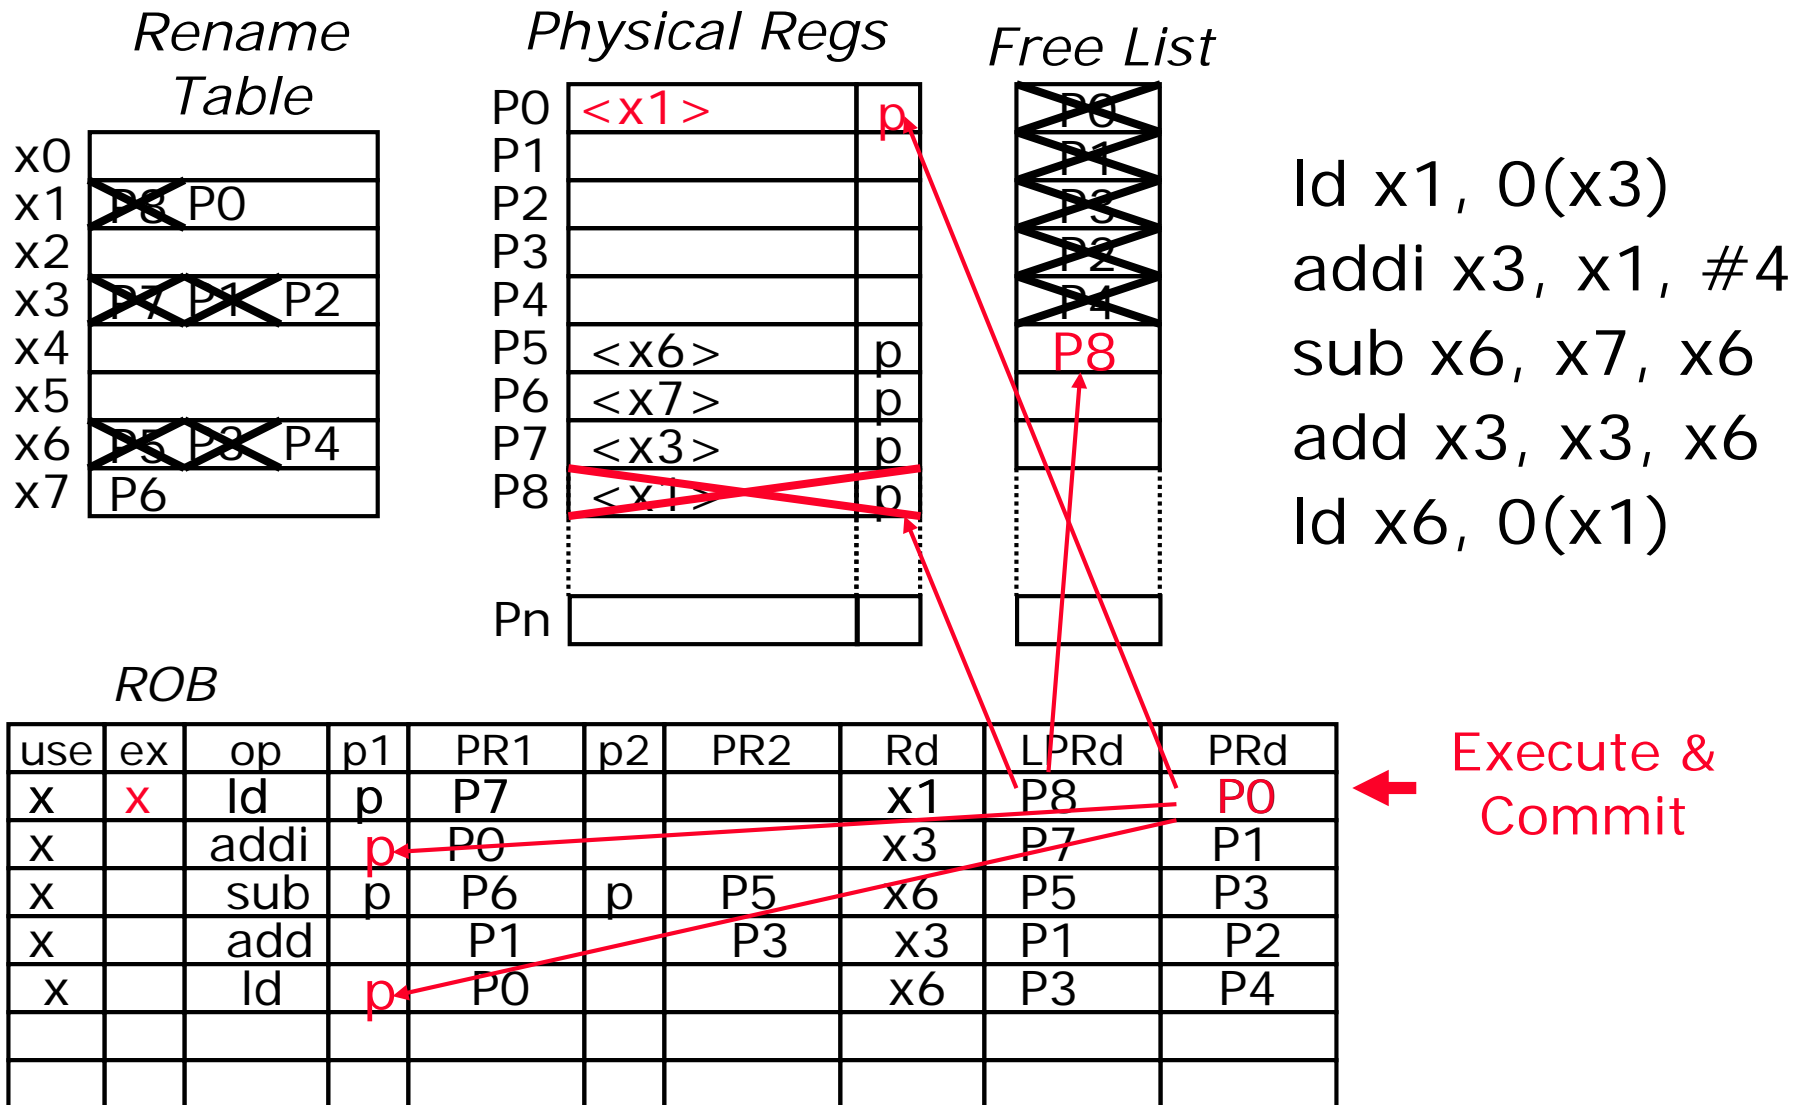 Rename
Table
x0
x1 P8 P0
x2
x3 P7 P1 P2
x4
x5
x6 P5 P3 P4
x7 P6
Physical Regs
P0 <x1> p
P1
P2
P3
P4
P5 <x6> p
P6 <x7> p
P7 <x3> p
P8 <x1> p
Pn
Free List
P0
P1
P3
P2
P4
P8
ld x1, 0(x3)
addi x3, x1, #4
sub x6, x7, x6
add x3, x3, x6
ld x6, 0(x1)
ROB
use ex op p1 PR1 p2 PR2 Rd LPRd PRd
x x ld p P7 x1 P8 P0
x addi p P0 x3 P7 P1
x sub p P6 p P5 x6 P5 P3
x add P1 P3 x3 P1 P2
x ld p P0 x6 P3 P4
Execute &
Commit